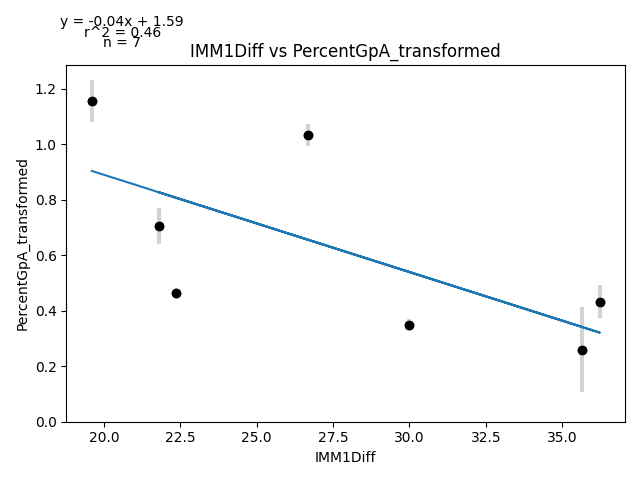 y = -0.04x + 1.59
r^2 = 0.46
n = 7
IMM1Diff vs PercentGpA_transformed
PercentGpA_transformed
1.2
1.0
0.8
0.6
0.4
0.2
0.0
20.0 22.5 25.0 27.5 30.0 32.5 35.0
IMM1Diff